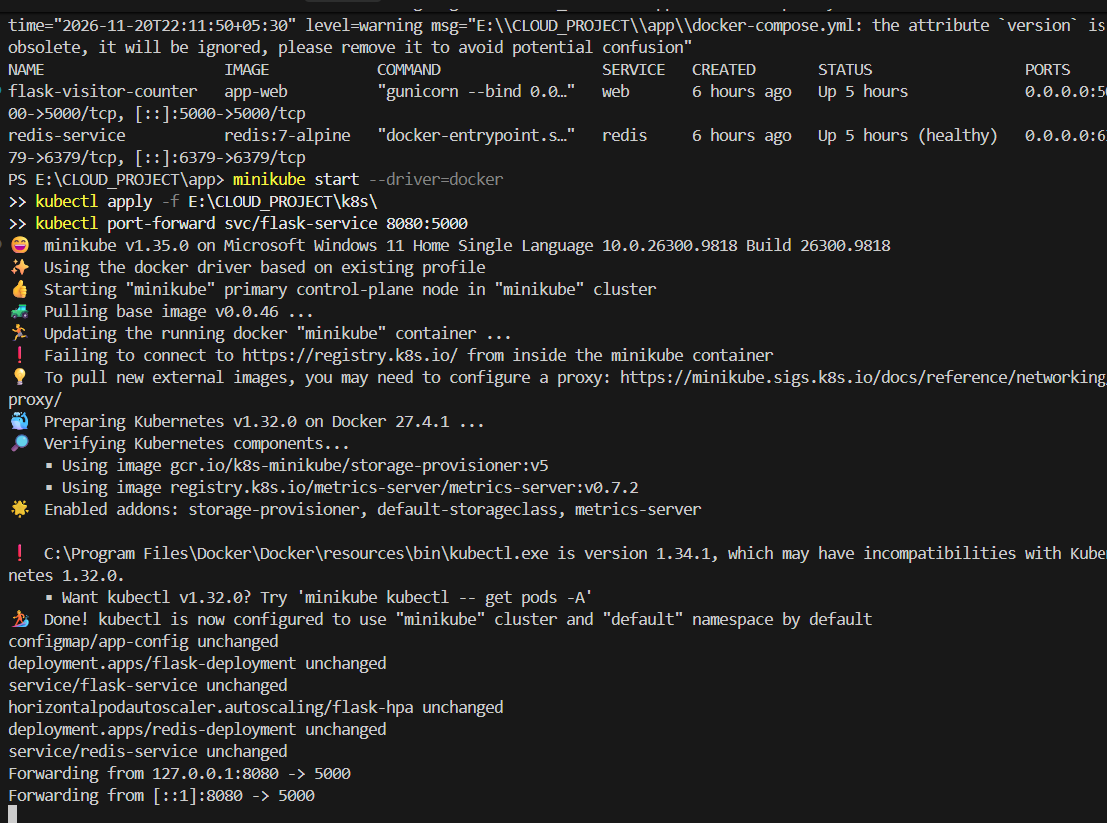 time="2026-11-20T22:11:50+05:30" level=warning msg="E:\\CLOUD_PROJECT\\app\\docker-compose.yml: the attribute `version` is
obsolete, it will be ignored, please remove it to avoid potential confusion"
NAME IMAGE COMMAND SERVICE CREATED STATUS PORTS
flask-visitor-counter app-web "gunicorn --bind 0.0…" web 6 hours ago Up 5 hours 0.0.0.0:50
00->5000/tcp, [::]:5000->5000/tcp
redis-service redis:7-alpine "docker-entrypoint.s…" redis 6 hours ago Up 5 hours (healthy) 0.0.0.0:63
79->6379/tcp, [::]:6379->6379/tcp
PS E:\CLOUD_PROJECT\app> minikube start --driver=docker
>> kubectl apply -f E:\CLOUD_PROJECT\k8s\
>> kubectl port-forward svc/flask-service 8080:5000
😄 minikube v1.35.0 on Microsoft Windows 11 Home Single Language 10.0.26300.9818 Build 26300.9818
✨ Using the docker driver based on existing profile
👍 Starting "minikube" primary control-plane node in "minikube" cluster
🚜 Pulling base image v0.0.46 ...
🏃 Updating the running docker "minikube" container ...
❗ Failing to connect to https://registry.k8s.io/ from inside the minikube container
💡 To pull new external images, you may need to configure a proxy: https://minikube.sigs.k8s.io/docs/reference/networking/
proxy/
🐳 Preparing Kubernetes v1.32.0 on Docker 27.4.1 ...
🔎 Verifying Kubernetes components...
▪ Using image gcr.io/k8s-minikube/storage-provisioner:v5
▪ Using image registry.k8s.io/metrics-server/metrics-server:v0.7.2
🌟 Enabled addons: storage-provisioner, default-storageclass, metrics-server
❗ C:\Program Files\Docker\Docker\resources\bin\kubectl.exe is version 1.34.1, which may have incompatibilities with Kuber
netes 1.32.0.
▪ Want kubectl v1.32.0? Try 'minikube kubectl -- get pods -A'
🏄 Done! kubectl is now configured to use "minikube" cluster and "default" namespace by default
configmap/app-config unchanged
deployment.apps/flask-deployment unchanged
service/flask-service unchanged
horizontalpodautoscaler.autoscaling/flask-hpa unchanged
deployment.apps/redis-deployment unchanged
service/redis-service unchanged
Forwarding from 127.0.0.1:8080 -> 5000
Forwarding from [::1]:8080 -> 5000